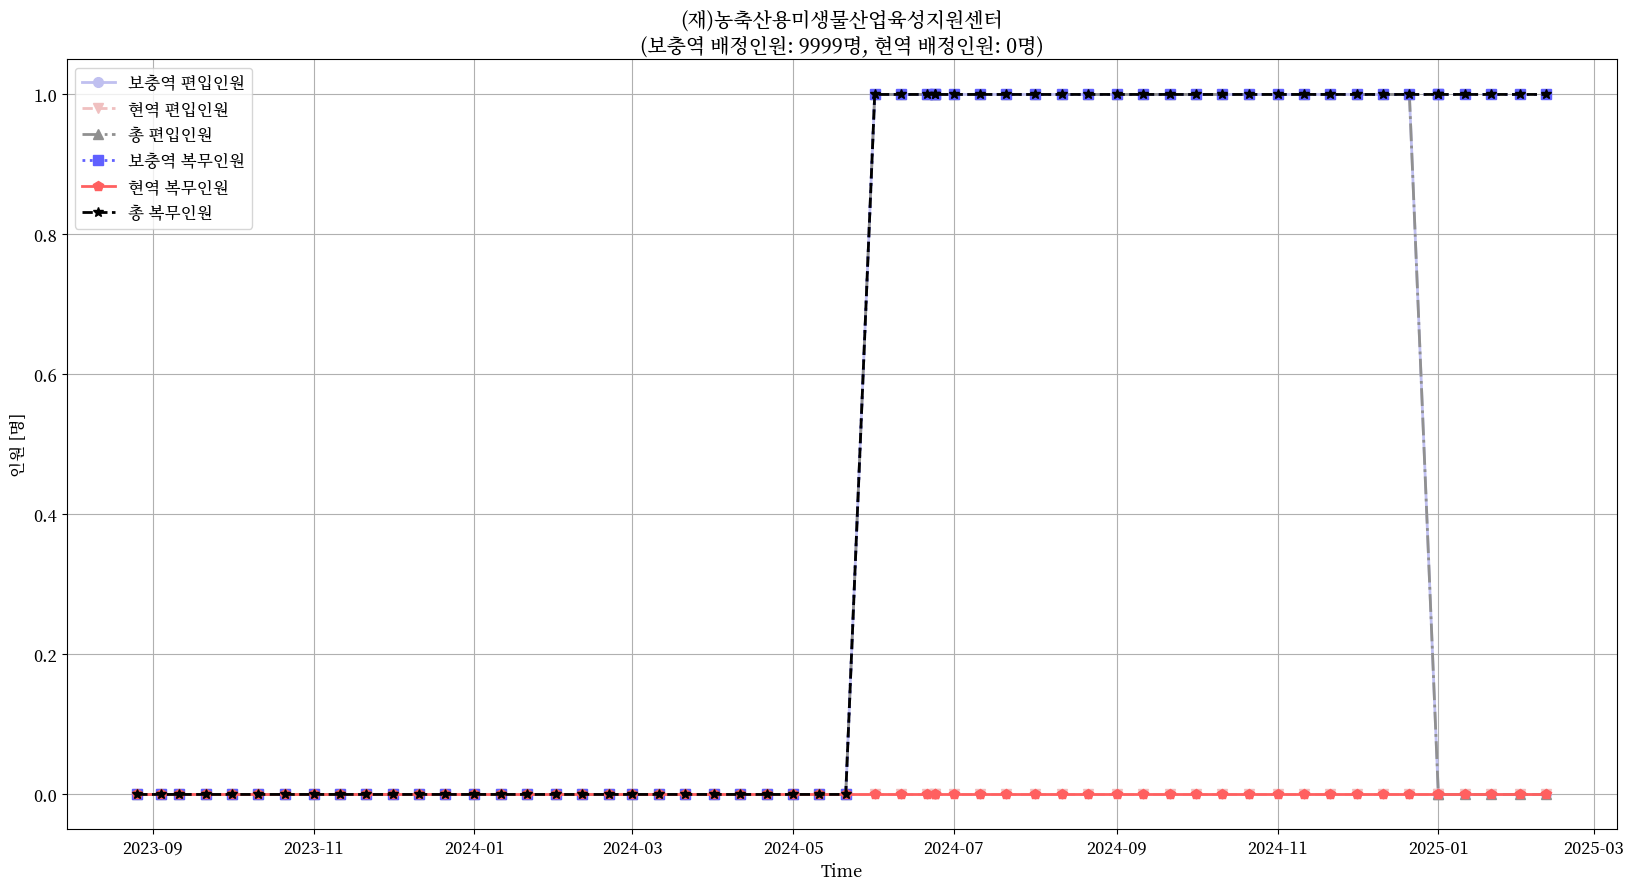 (재)농축산용미생물산업육성지원센터
(보충역 배정인원: 9999명, 현역 배정인원: 0명)
보충역 편입인원
현역 편입인원
총 편입인원
보충역 복무인원
현역 복무인원
총 복무인원
1.0
0.8
0.6
0.4
0.2
0.0
인원 [명]
2023-09
2023-11
2024-01
2024-03
2024-05
2024-07
2024-09
2024-11
2025-01
2025-03
Time